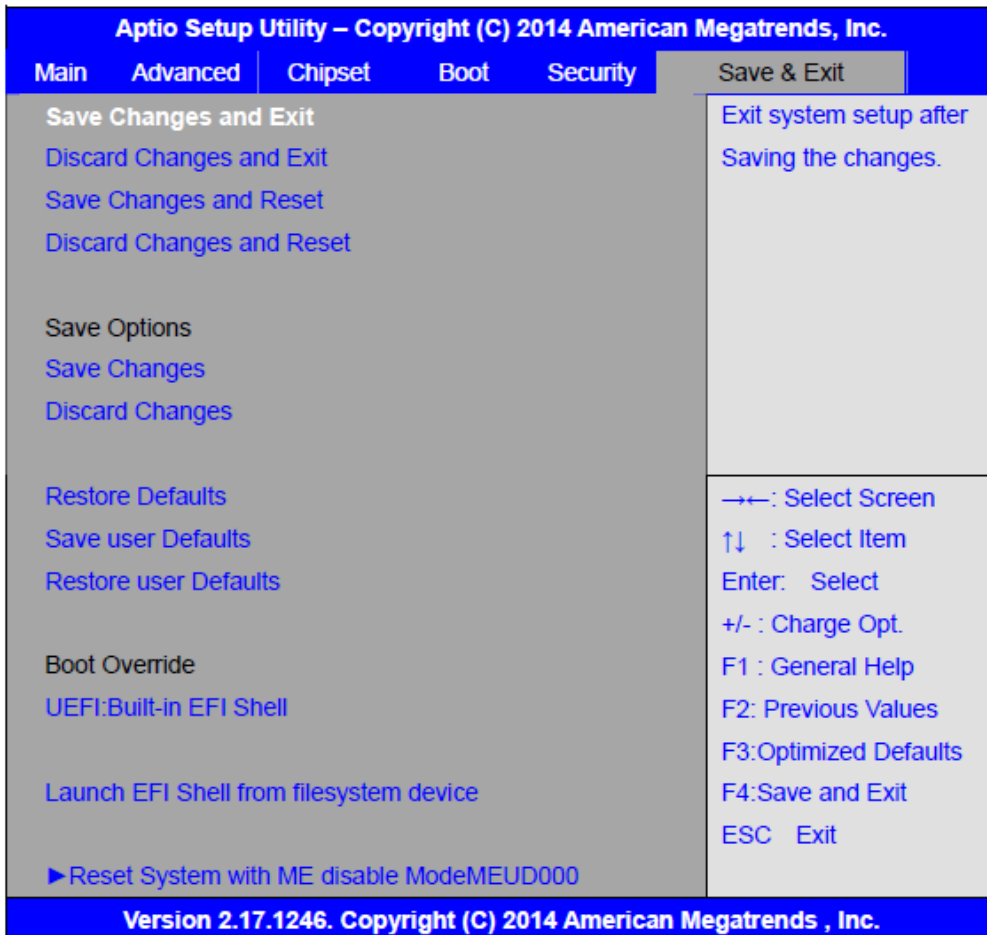 Aptio Setup Utility – Copyright (C) 2014 American Megatrends, Inc.
Main Advanced Chipset Boot Security Save & Exit
Save Changes and Exit
Discard Changes and Exit
Save Changes and Reset
Discard Changes and Reset
Save Options
Save Changes
Discard Changes
Restore Defaults
Save user Defaults
Restore user Defaults
Boot Override
UEFI:Built-in EFI Shell
Launch EFI Shell from filesystem device
►Reset System with ME disable ModeMEUD000
Exit system setup after
Saving the changes.
→←: Select Screen
↑↓ : Select Item
Enter: Select
+/- : Charge Opt.
F1 : General Help
F2: Previous Values
F3:Optimized Defaults
F4:Save and Exit
ESC Exit
Version 2.17.1246. Copyright (C) 2014 American Megatrends , Inc.